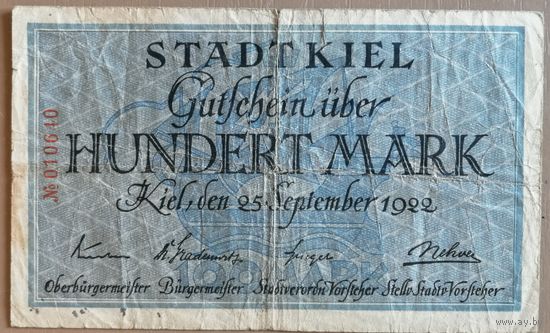 STADT KIEL
Gutschein über
HUNDERT MARK
Kiel, den 25 September 1922
№ 010640
Oberbürgermeister Bürgermeister Stadtverordn Vorsteher Stellv Stadtv Vorsteher
www.ay.by